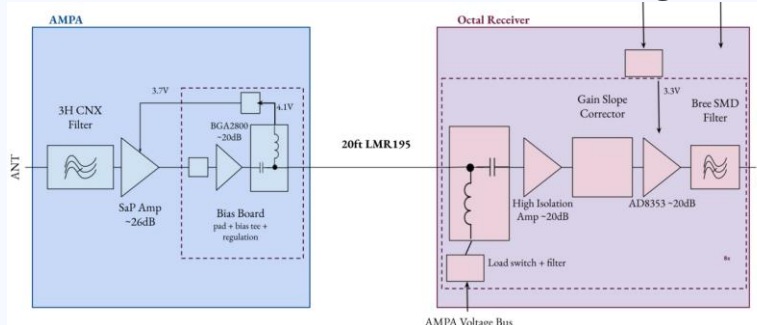 AMPA
Octal Receiver
3H CNX
Filter
3.7V
4.1V
BGA2800
~20dB
ANT
SaP Amp
~26dB
Bias Board
pad + bias tee +
regulation
20ft LMR195
Gain Slope
Corrector
3.3V
Bree SMD
Filter
High Isolation
Amp ~20dB
AD8353 ~20dB
Load switch + filter
8x
AMPA Voltage Bus